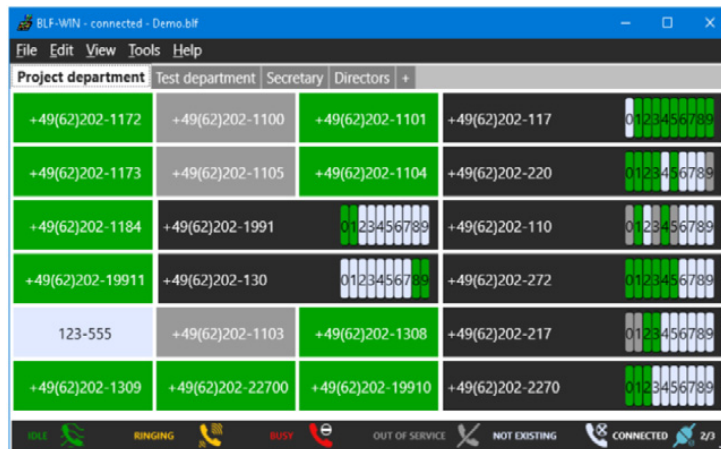 BLF-WIN - connected - Demo.blf
File Edit View Tools Help
Project department Test department Secretary Directors +
+49(62)202-1172 +49(62)202-1100 +49(62)202-1101 +49(62)202-117 0123456789
+49(62)202-1173 +49(62)202-1105 +49(62)202-1104 +49(62)202-220 0123456789
+49(62)202-1184 +49(62)202-1991 0123456789 +49(62)202-110 0123456789
+49(62)202-19911 +49(62)202-130 0123456789 +49(62)202-272 0123456789
123-555 +49(62)202-1103 +49(62)202-1308 +49(62)202-217 0123456789
+49(62)202-1309 +49(62)202-22700 +49(62)202-19910 +49(62)202-2270 0123456789
IDLE RINGING BUSY OUT OF SERVICE NOT EXISTING CONNECTED 2/3